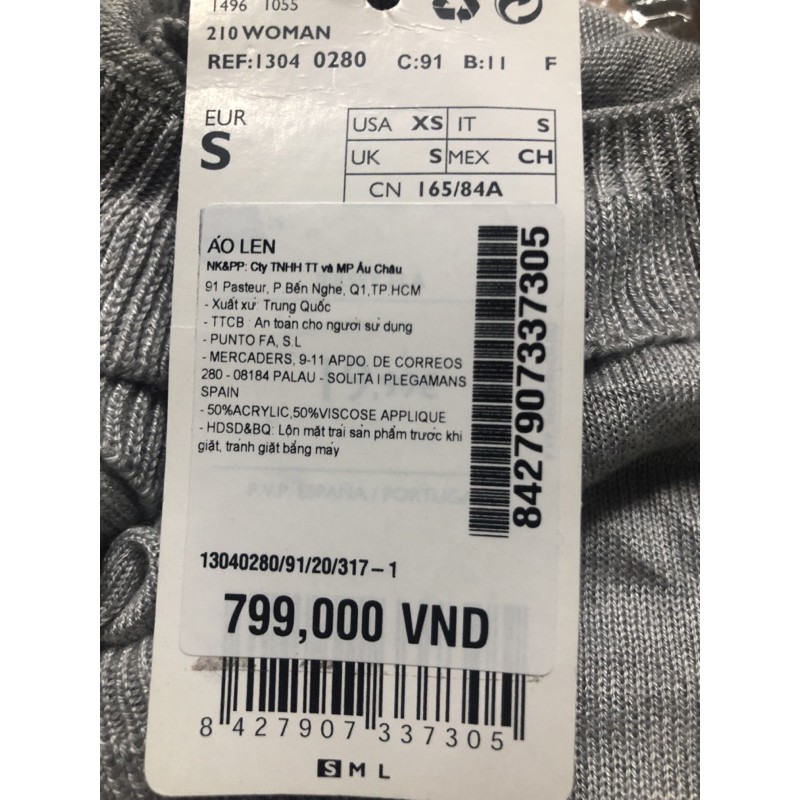 1496 1055
210 WOMAN
REF:1304 0280 C:91 B:11 F
EUR
S
USA XS IT S
UK S MEX CH
CN 165/84A
ÁO LEN
NK&PP: Cty TNHH TT và MP Âu Châu
91 Pasteur, P Bến Nghé, Q1,TP.HCM
- Xuất xứ: Trung Quốc
- TTCB : An toàn cho người sử dụng
- PUNTO FA, S.L
- MERCADERS, 9-11 APDO. DE CORREOS
280 - 08184 PALAU - SOLITA I PLEGAMANS
SPAIN
- 50%ACRYLIC,50%VISCOSE APPLIQUE
- HDSD&BQ: Lộn mặt trái sản phẩm trước khi
giặt, tránh giặt bằng máy
8427907337305
P.V.P. ESPAÑA / PORTUGA
13040280/91/20/317-1
799,000 VND
8 427907 337305
S M L